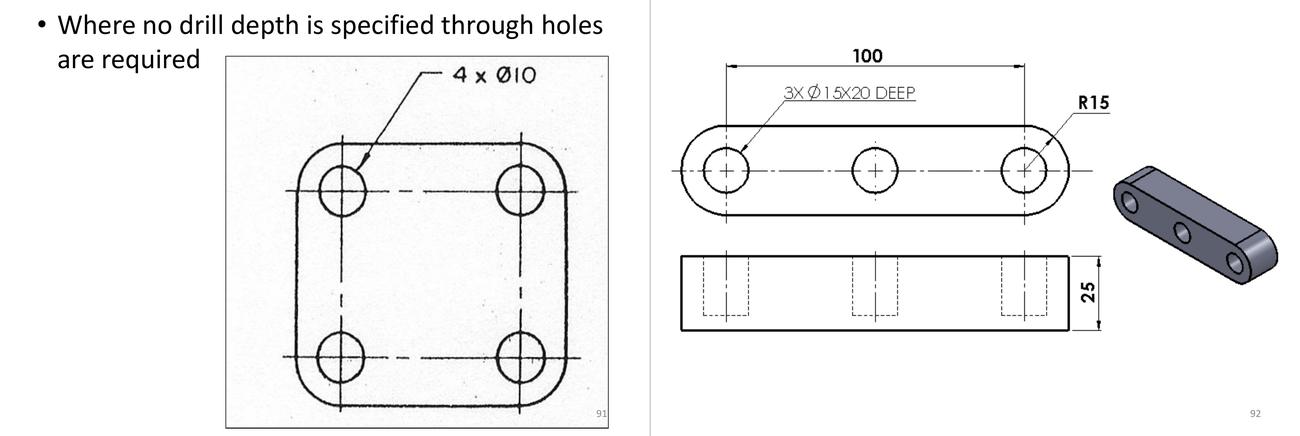 • Where no drill depth is specified through holes
are required
4 x Ø10
91
100
3X Ø15X20 DEEP
R15
25
92